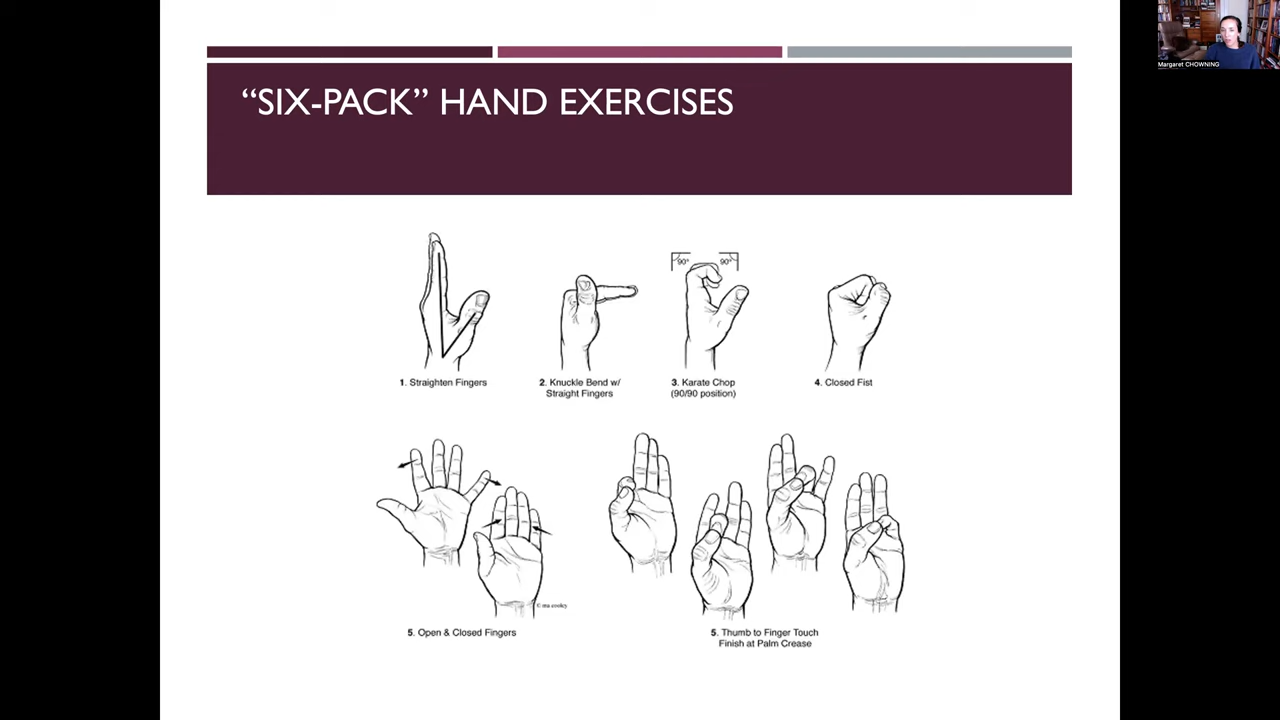 Margaret CHOWNING
“SIX-PACK” HAND EXERCISES
90° 90°
1. Straighten Fingers
2. Knuckle Bend w/
Straight Fingers
3. Karate Chop
(90/90 position)
4. Closed Fist
© ma cooley
5. Open & Closed Fingers
5. Thumb to Finger Touch
Finish at Palm Crease